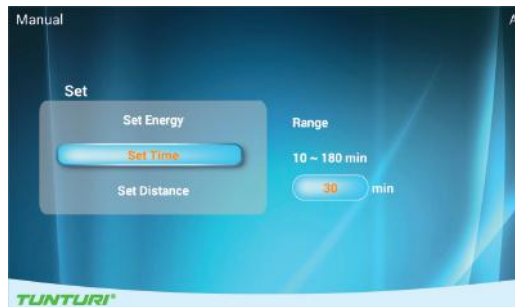 Manual
A
Set
Set Energy
Set Time
Set Distance
Range
10 ~ 180 min
30 min
TUNTURI®